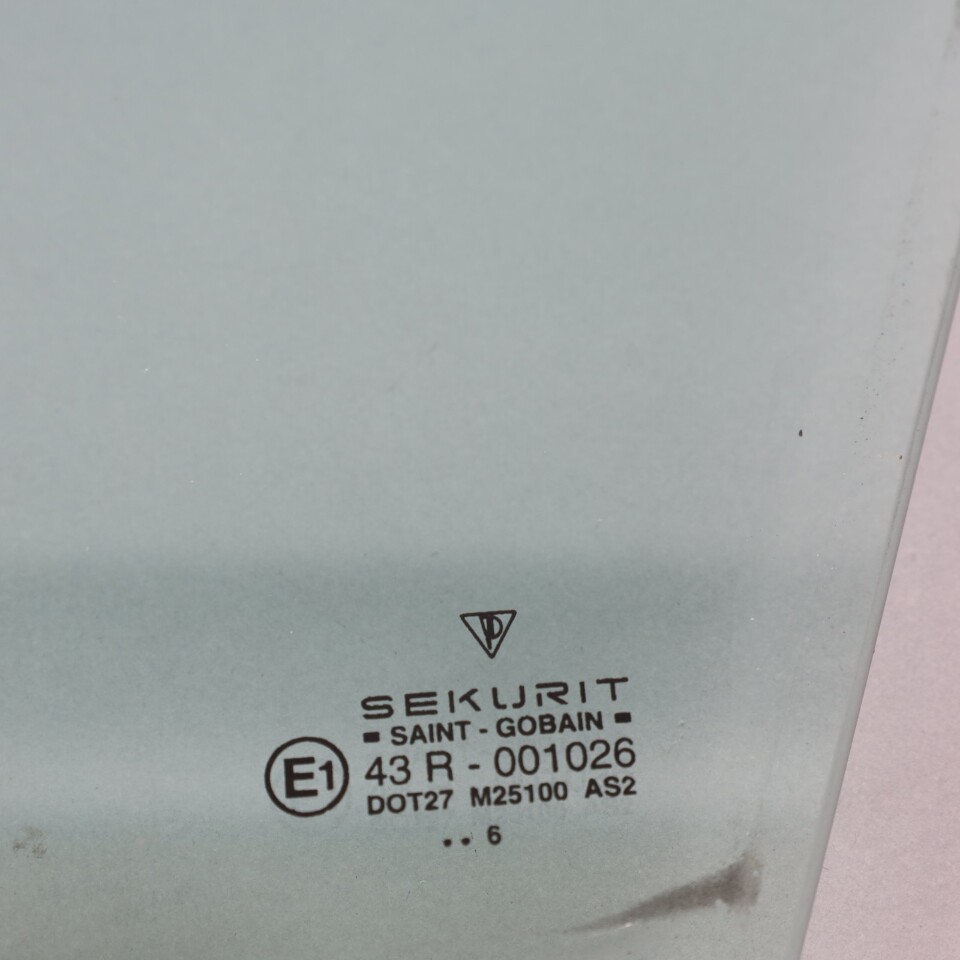 SEKURIT
SAINT - GOBAIN
E1
43 R - 001026
DOT27 M25100 AS2
.. 6